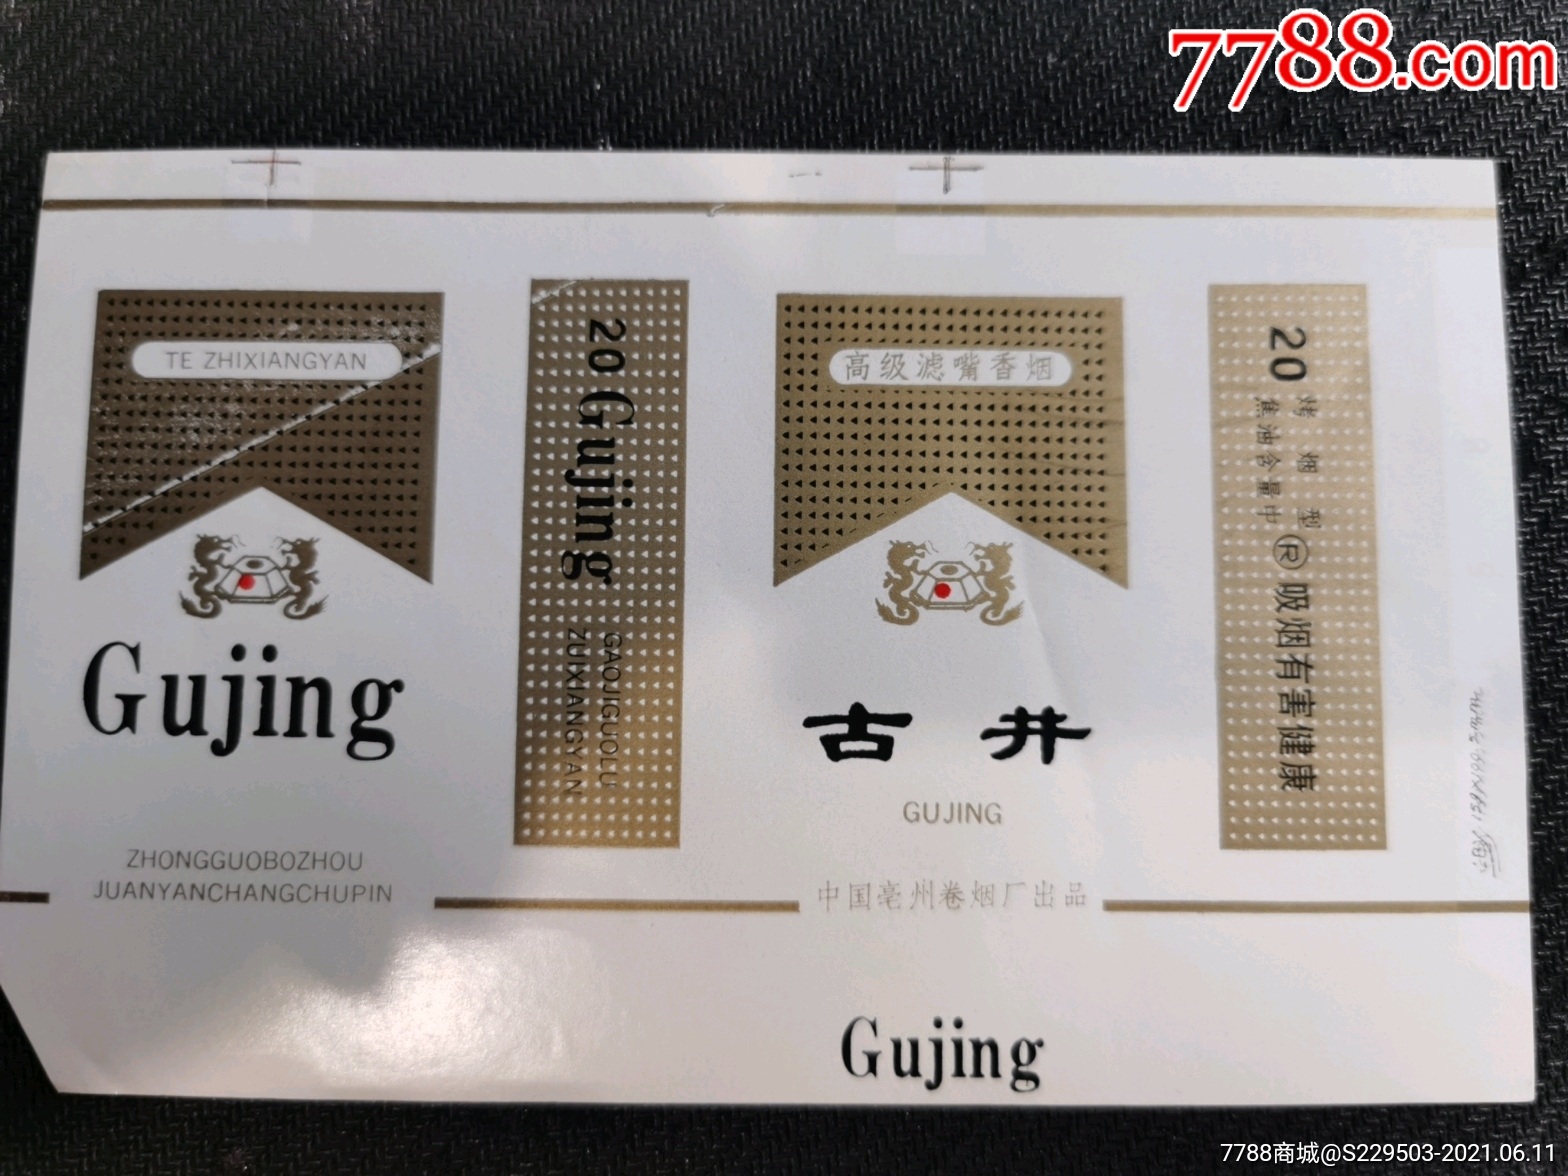 7788.com
TE ZHIXIANGYAN
Gujing
ZHONGGUOBOZHOU
JUANYANCHANGCHUPIN
20 Gujing
GAOJIGUOLU
ZUIXIANGYAN
高级滤嘴香烟
古井
GUJING
中国亳州卷烟厂出品
Gujing
20
烤烟型
焦油含量中
R
吸烟有害健康
7788商城@S229503-2021.06.11